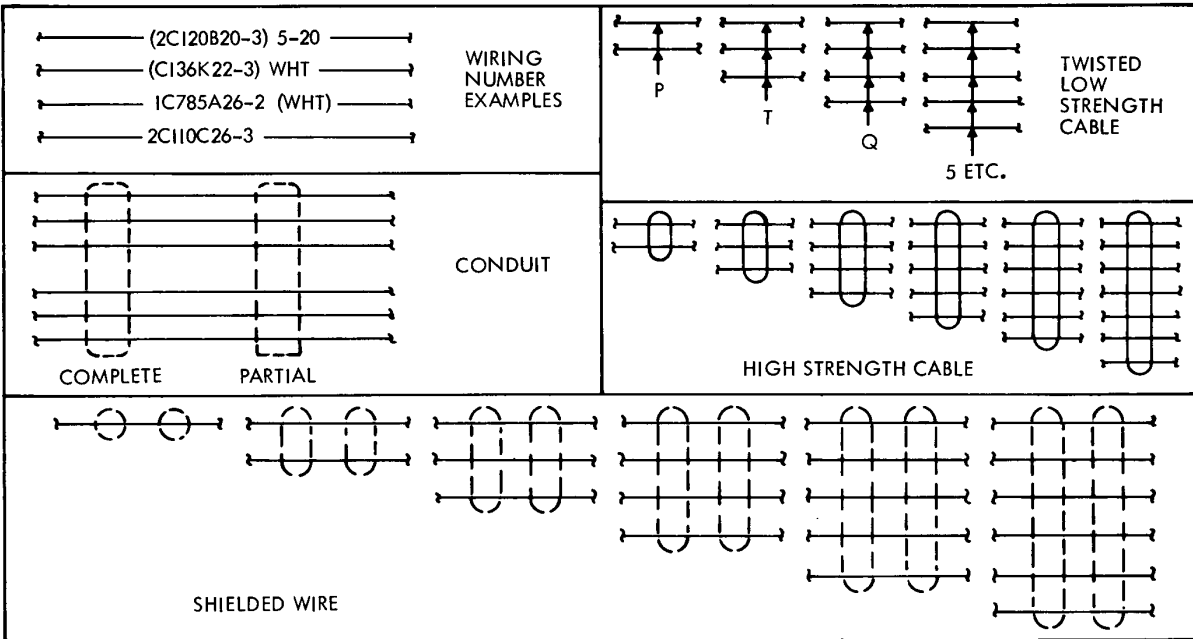 (2C120B20-3) 5-20
(C136K22-3) WHT
1C785A26-2 (WHT)
2C110C26-3
WIRING
NUMBER
EXAMPLES
P
T
Q
5 ETC.
TWISTED
LOW
STRENGTH
CABLE
CONDUIT
COMPLETE
PARTIAL
HIGH STRENGTH CABLE
SHIELDED WIRE